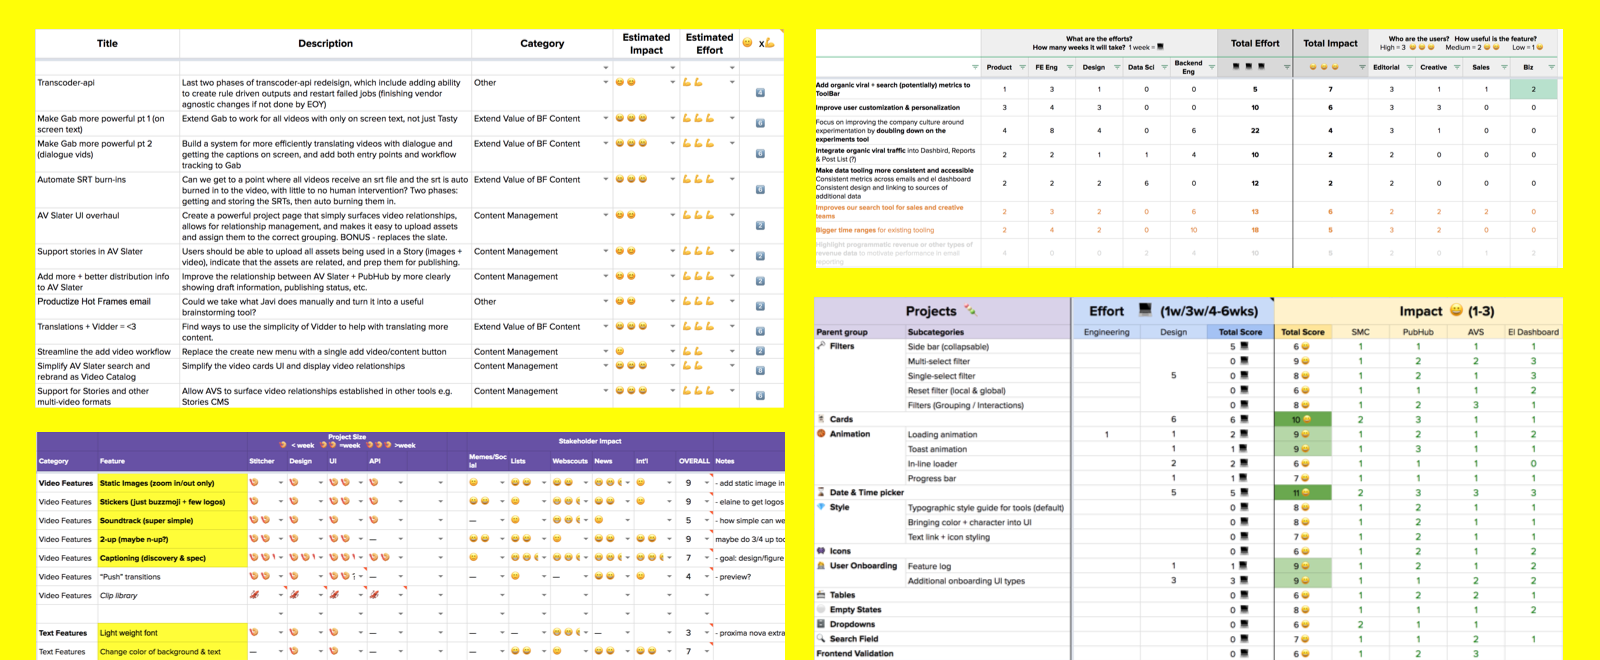 Title Description Category Estimated Impact Estimated Effort x
Transcoder-api Last two phases of transcoder-api redeisgn, which include adding ability Other
to create rule driven outputs and restart failed jobs (finishing vendor
agnostic changes if not done by EOY) 4
Make Gab more powerful pt 1 (on Extend Gab to work for all videos with only on screen text, not just Tasty Extend Value of BF Content
screen text) 6
Make Gab more powerful pt 2 Build a system for more efficiently translating videos with dialogue and Extend Value of BF Content
(dialogue vids) getting the captions on screen, and add both entry points and workflow 6
tracking to Gab
Automate SRT burn-ins Can we get to a point where all videos receive an srt file and the srt is auto Extend Value of BF Content
burned in to the video, with little to no human intervention? Two phases:
getting and storing the SRTs, then auto burning them in. 6
AV Slater UI overhaul Create a powerful project page that simply surfaces video relationships, Content Management
allows for relationship management, and makes it easy to upload assets
and assign them to the correct grouping. BONUS - replaces the slate. 2
Support stories in AV Slater Users should be able to upload all assets being used in a Story (images + Content Management
video), indicate that the assets are related, and prep them for publishing. 2
Add more + better distribution info Improve the relationship between AV Slater + PubHub by more clearly Content Management
to AV Slater showing draft information, publishing status, etc. 2
Productize Hot Frames email Could we take what Javi does manually and turn it into a useful Other
brainstorming tool? 2
Translations + Vidder = <3 Find ways to use the simplicity of Vidder to help with translating more Extend Value of BF Content
content. 6
Streamline the add video workflow Replace the create new menu with a single add video/content button Content Management 2
Simplify AV Slater search and Simplify the video cards UI and display video relationships Content Management
rebrand as Video Catalog 6
Support for Stories and other Allow AVS to surface video relationships established in other tools e.g. Content Management
multi-video formats Stories CMS 6
What are the efforts? Total Effort Total Impact Who are the users? How useful is the feature?
How many weeks it will take? 1 week = High = 3 Medium = 2 Low = 1
Product FE Eng Design Data Sci Backend Eng Editorial Creative Sales Biz
Add organic viral + search (potentially) metrics to
ToolBar 1 3 1 0 0 5 7 3 1 1 2
Improve user customization & personalization 3 4 3 0 0 10 6 3 3 0 0
Focus on improving the company culture around
experimentation by doubling down on the
experiments tool 4 8 4 0 6 22 4 3 1 0 0
Integrate organic viral traffic into Dashbird, Reports
& Post List (?) 2 2 1 1 4 10 2 2 0 0 0
Make data tooling more consistent and accessible
Consistent metrics across emails and el dashboard
Consistent design and linking to sources of
additional data 2 2 2 6 0 12 2 2 0 0 0
Improves our search tool for sales and creative
teams 2 3 2 0 6 13 6 2 2 2 0
Bigger time ranges for existing tooling 2 4 2 0 10 18 5 3 2 0 0
Highlight programmatic revenue or other types of
revenue data to motivate performance in email
reporting 4 0 0 2 4 10 5 2 0 1 2
Project Size Stakeholder Impact
< week =week >week
Category Feature Stitcher Design UI API Memes/Social Lists Webscouts News Int'l OVERALL Notes
Video Features Static Images (zoom in/out only) 9 - add static image in
Video Features Stickers (just buzzmoji + few logos) 9 - elaine to get logos
Video Features Soundtrack (super simple) — 5 - how simple can we
Video Features 2-up (maybe n-up?) — 9 maybe do 3/4 up too
Video Features Captioning (discovery & spec) 7 - goal: design/figure
Video Features "Push" transitions — — — 4 - preview?
Video Features Clip library
Text Features Light weight font — — — — 3 - proxima nova extra
Text Features Change color of background & text — — 7
Projects Effort (1w/3w/4-6wks) Impact (1-3)
Parent group Subcategories Engineering Design Total Score Total Score SMC PubHub AVS El Dashboard
Filters Side bar (collapsable) 5 6 1 1 1 1
Multi-select filter 0 9 1 2 2 3
Single-select filter 5 0 8 1 2 1 3
Reset filter (local & global) 0 6 1 1 1 1
Filters (Grouping / Interactions) 0 8 1 2 3 1
Cards 6 6 10 2 3 1 1
Animation Loading animation 1 1 2 9 1 2 1 2
Toast animation 1 1 9 1 3 1 1
In-line loader 2 2 6 1 1 1 0
Progress bar 1 1 7 1 1 1 1
Date & Time picker 5 5 11 2 3 3 3
Style Typographic style guide for tools (default) 0 8 1 1 1 2
Bringing color + character into UI 0 8 1 1 1 2
Text link + icon styling 0 7 1 1 1 2
Icons 0 6 1 1 1 2
User Onboarding Feature log 1 1 9 1 1 1 2
Additional onboarding UI types 3 3 9 1 1 2 2
Tables 0 6 1 2 2 1
Empty States 0 8 1 1 1 2
Dropdowns 0 6 2 1 1
Search Field 0 7 1 1 2 1
Frontend Validation 0 6 1 2 3